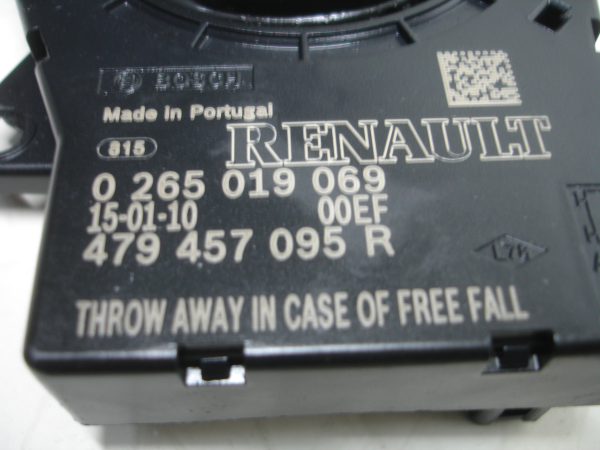 BOSCH
Made in Portugal
815
RENAULT
0 265 019 069
15-01-10 00EF
479 457 095 R
THROW AWAY IN CASE OF FREE FALL